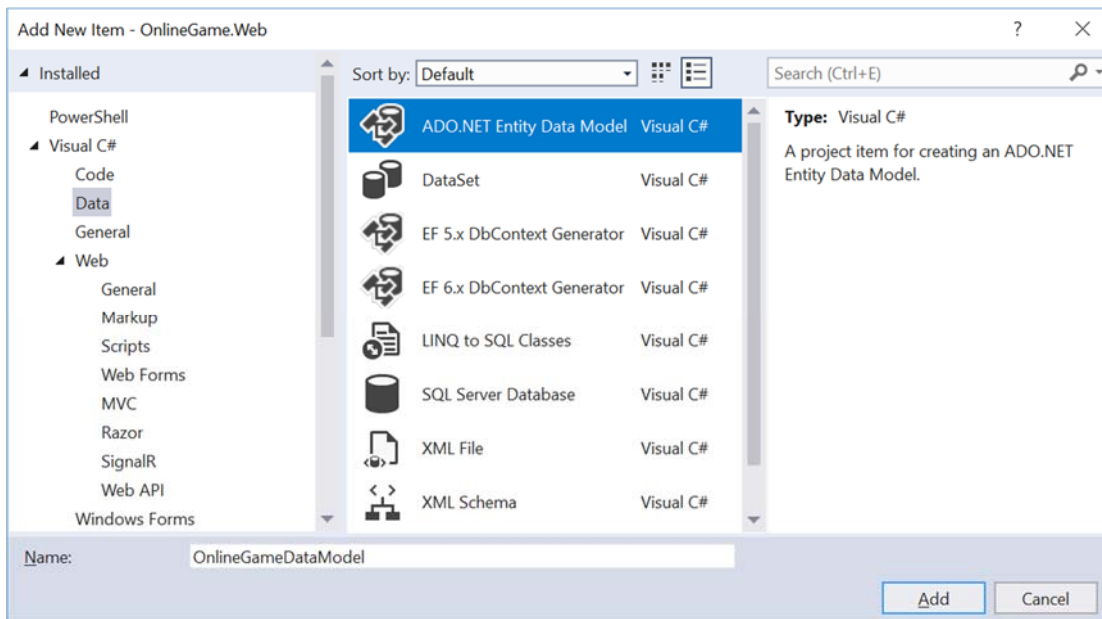 Add New Item - OnlineGame.Web
?
Installed
PowerShell
Visual C#
Code
Data
General
Web
General
Markup
Scripts
Web Forms
MVC
Razor
SignalR
Web API
Windows Forms
Sort by: Default
ADO.NET Entity Data Model Visual C#
DataSet Visual C#
EF 5.x DbContext Generator Visual C#
EF 6.x DbContext Generator Visual C#
LINQ to SQL Classes Visual C#
SQL Server Database Visual C#
XML File Visual C#
XML Schema Visual C#
Search (Ctrl+E)
Type: Visual C#
A project item for creating an ADO.NET
Entity Data Model.
Name: OnlineGameDataModel
Add Cancel